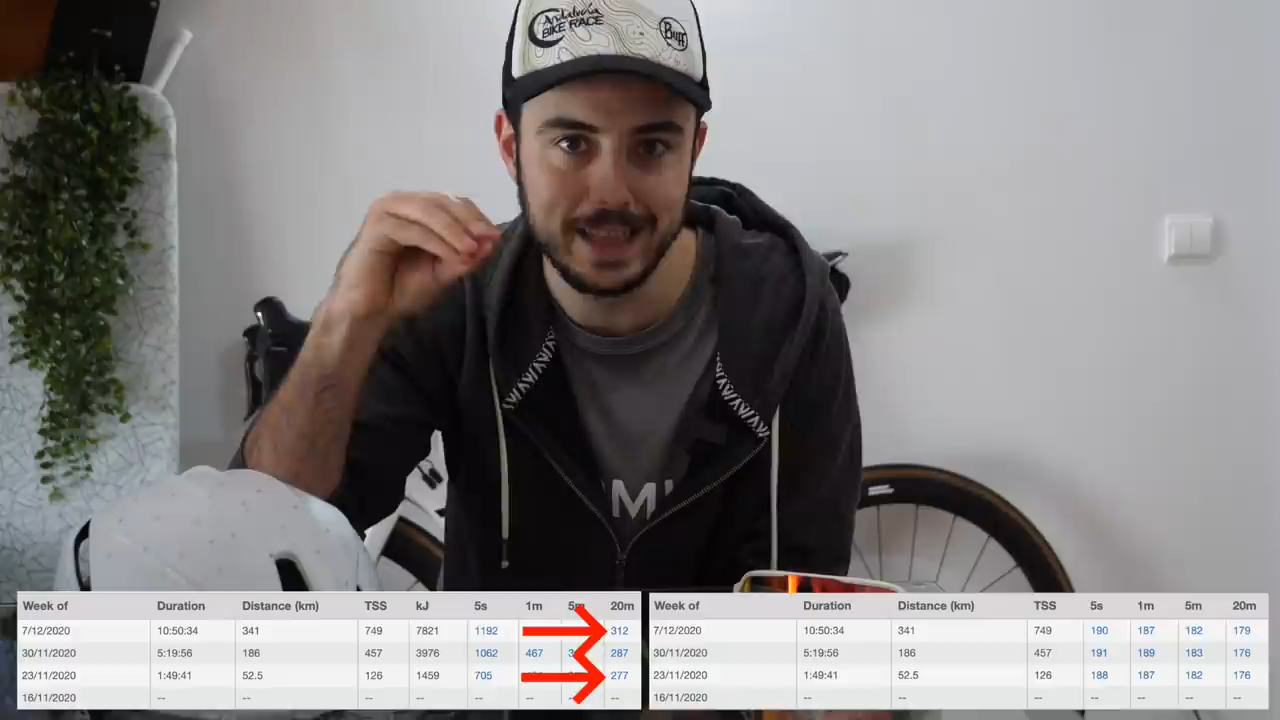 Andalucía
BIKE RACE
BUFF
Week of Duration Distance (km) TSS kJ 5s 1m 20m
7/12/2020 10:50:34 341 749 7821 1192 312
30/11/2020 5:19:56 186 457 3976 1062 467 287
23/11/2020 1:49:41 52.5 126 1459 705 277
16/11/2020 -- -- -- -- -- -- -- --
Week of Duration Distance (km) TSS 5s 1m 5m 20m
7/12/2020 10:50:34 341 749 190 187 182 179
30/11/2020 5:19:56 186 457 191 189 183 176
23/11/2020 1:49:41 52.5 126 188 187 182 176
16/11/2020 -- -- -- -- -- -- --